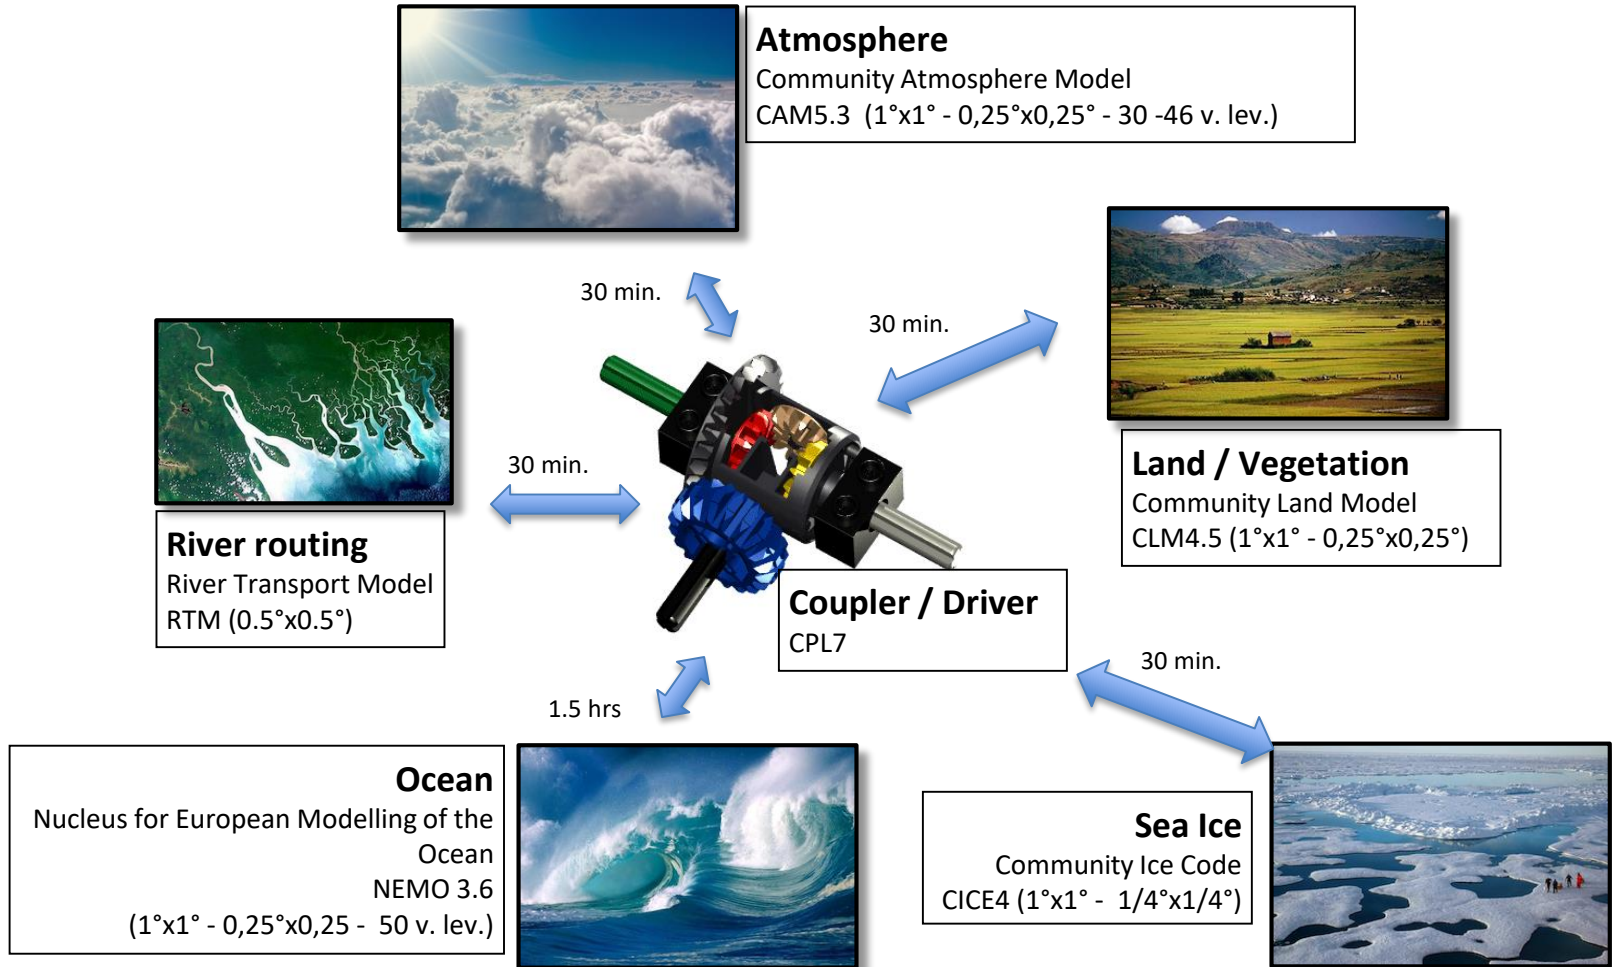 Atmosphere
Community Atmosphere Model
CAM5.3 (1°x1° - 0,25°x0,25° - 30 -46 v. lev.)
30 min.
30 min.
30 min.
Land / Vegetation
Community Land Model
CLM4.5 (1°x1° - 0,25°x0,25°)
River routing
River Transport Model
RTM (0.5°x0.5°)
Coupler / Driver
CPL7
30 min.
1.5 hrs
Ocean
Nucleus for European Modelling of the
Ocean
NEMO 3.6
(1°x1° - 0,25°x0,25 - 50 v. lev.)
Sea Ice
Community Ice Code
CICE4 (1°x1° - 1/4°x1/4°)